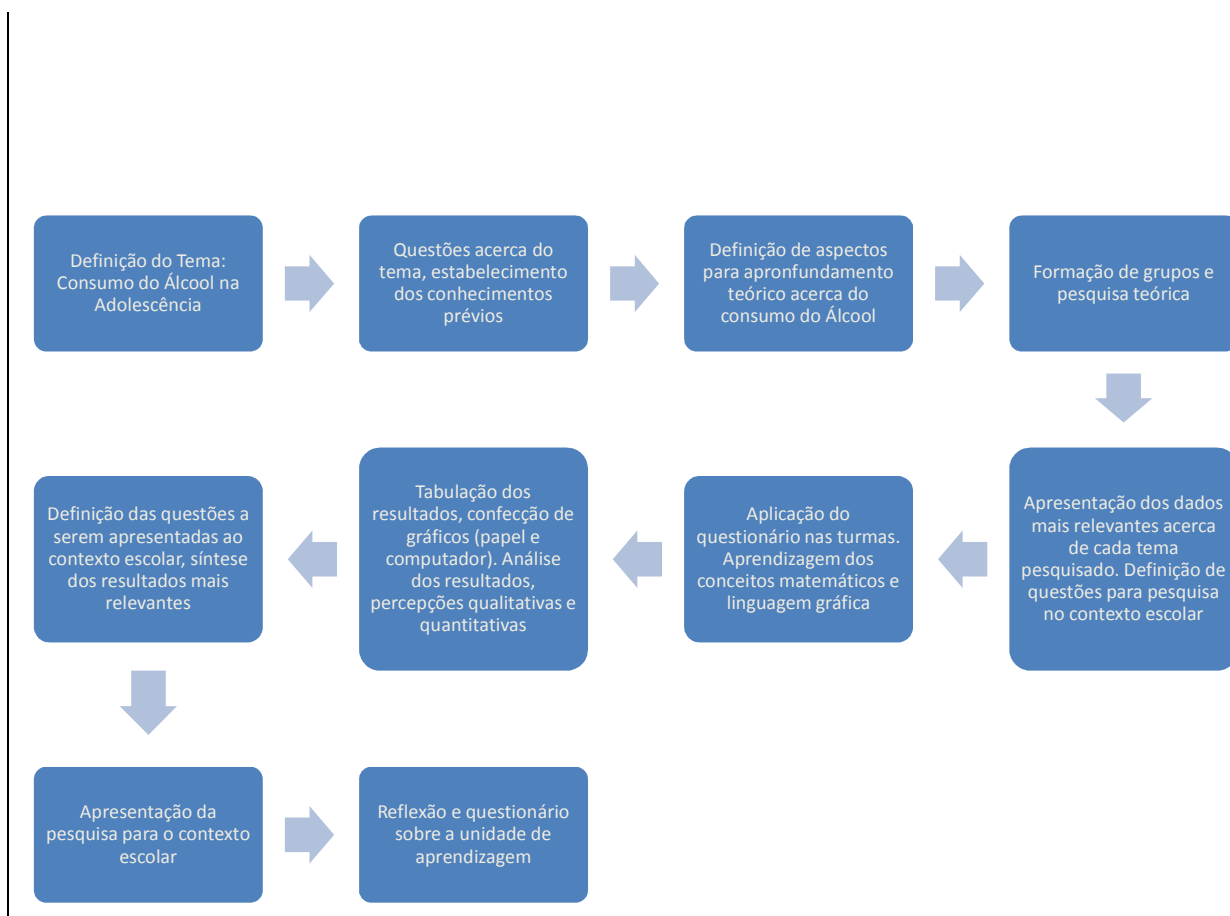 Definição do Tema:
Consumo do Álcool na
Adolescência
Questões acerca do
tema, estabelecimento
dos conhecimentos
prévios
Definição de aspectos
para apronfundamento
teórico acerca do
consumo do Álcool
Formação de grupos e
pesquisa teórica
Apresentação dos dados
mais relevantes acerca
de cada tema
pesquisado. Definição de
questões para pesquisa
no contexto escolar
Aplicação do
questionário nas turmas.
Aprendizagem dos
conceitos matemáticos e
linguagem gráfica
Tabulação dos
resultados, confecção de
gráficos (papel e
computador). Análise
dos resultados,
percepções qualitativas e
quantitativas
Definição das questões a
serem apresentadas ao
contexto escolar, síntese
dos resultados mais
relevantes
Apresentação da
pesquisa para o contexto
escolar
Reflexão e questionário
sobre a unidade de
aprendizagem